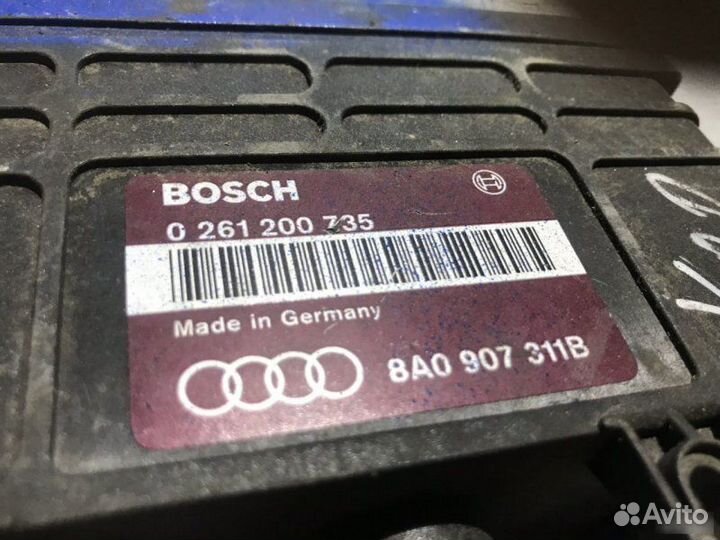 BOSCH
0 261 200 735
Made in Germany
8A0 907 311B
Avito